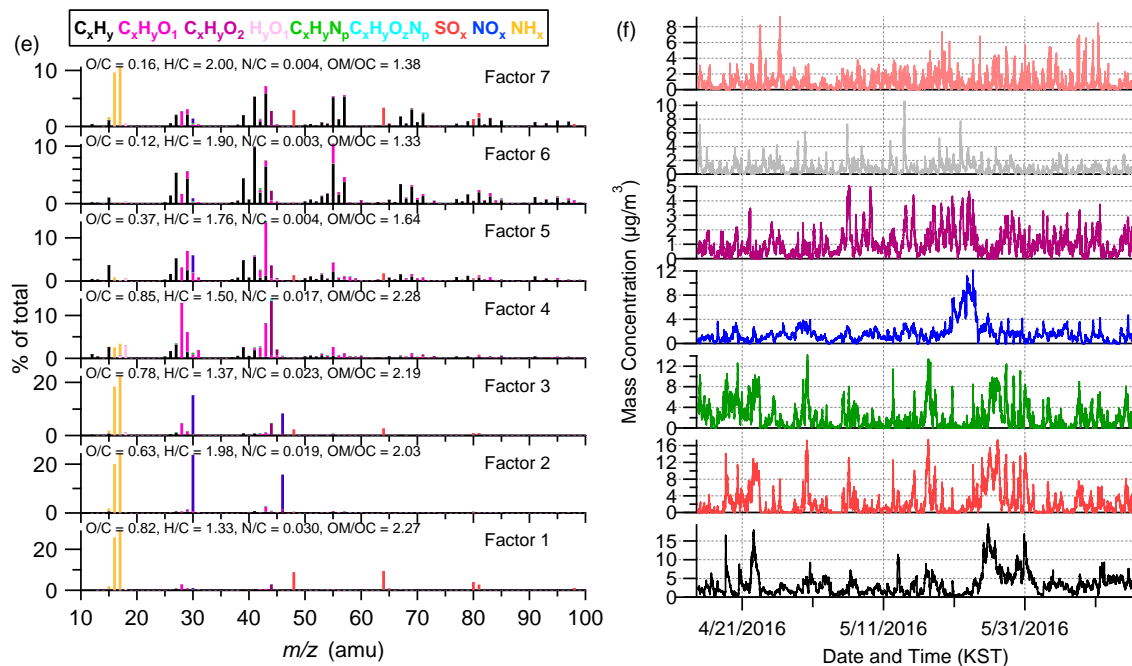 CxHy CxHyO1 CxHyO2 HyO1 CxHyNp CxHyOzNp SOx NOx NHx
(e)
O/C = 0.16, H/C = 2.00, N/C = 0.004, OM/OC = 1.38
Factor 7
10
0
O/C = 0.12, H/C = 1.90, N/C = 0.003, OM/OC = 1.33
Factor 6
10
5
0
O/C = 0.37, H/C = 1.76, N/C = 0.004, OM/OC = 1.64
Factor 5
10
0
O/C = 0.85, H/C = 1.50, N/C = 0.017, OM/OC = 2.28
Factor 4
10
0
O/C = 0.78, H/C = 1.37, N/C = 0.023, OM/OC = 2.19
Factor 3
20
0
O/C = 0.63, H/C = 1.98, N/C = 0.019, OM/OC = 2.03
Factor 2
20
0
O/C = 0.82, H/C = 1.33, N/C = 0.030, OM/OC = 2.27
Factor 1
20
0
% of total
10 20 30 40 50 60 70 80 90 100
m/z (amu)
(f)
8
6
4
2
0
10
8
6
4
2
0
5
4
3
2
1
0
12
8
4
0
12
8
4
0
16
12
8
4
0
15
10
5
0
Mass Concentration (µg/m³)
4/21/2016 5/11/2016 5/31/2016
Date and Time (KST)